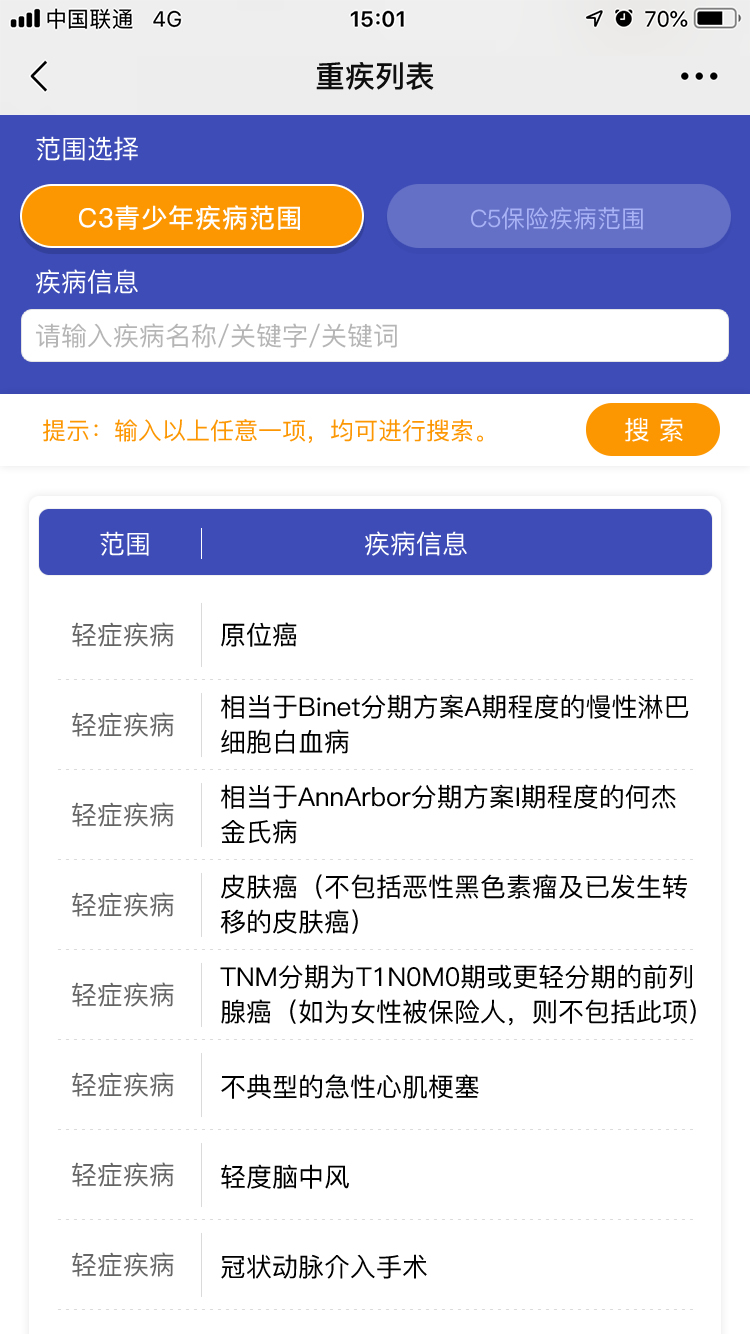 中国联通 4G 15:01 70%
重疾列表
范围选择
C3青少年疾病范围 C5保险疾病范围
疾病信息
请输入疾病名称/关键字/关键词
提示：输入以上任意一项，均可进行搜索。 搜 索
范围 疾病信息
轻症疾病 原位癌
轻症疾病 相当于Binet分期方案A期程度的慢性淋巴
细胞白血病
轻症疾病 相当于AnnArbor分期方案I期程度的何杰
金氏病
轻症疾病 皮肤癌（不包括恶性黑色素瘤及已发生转
移的皮肤癌）
轻症疾病 TNM分期为T1N0M0期或更轻分期的前列
腺癌（如为女性被保险人，则不包括此项）
轻症疾病 不典型的急性心肌梗塞
轻症疾病 轻度脑中风
轻症疾病 冠状动脉介入手术